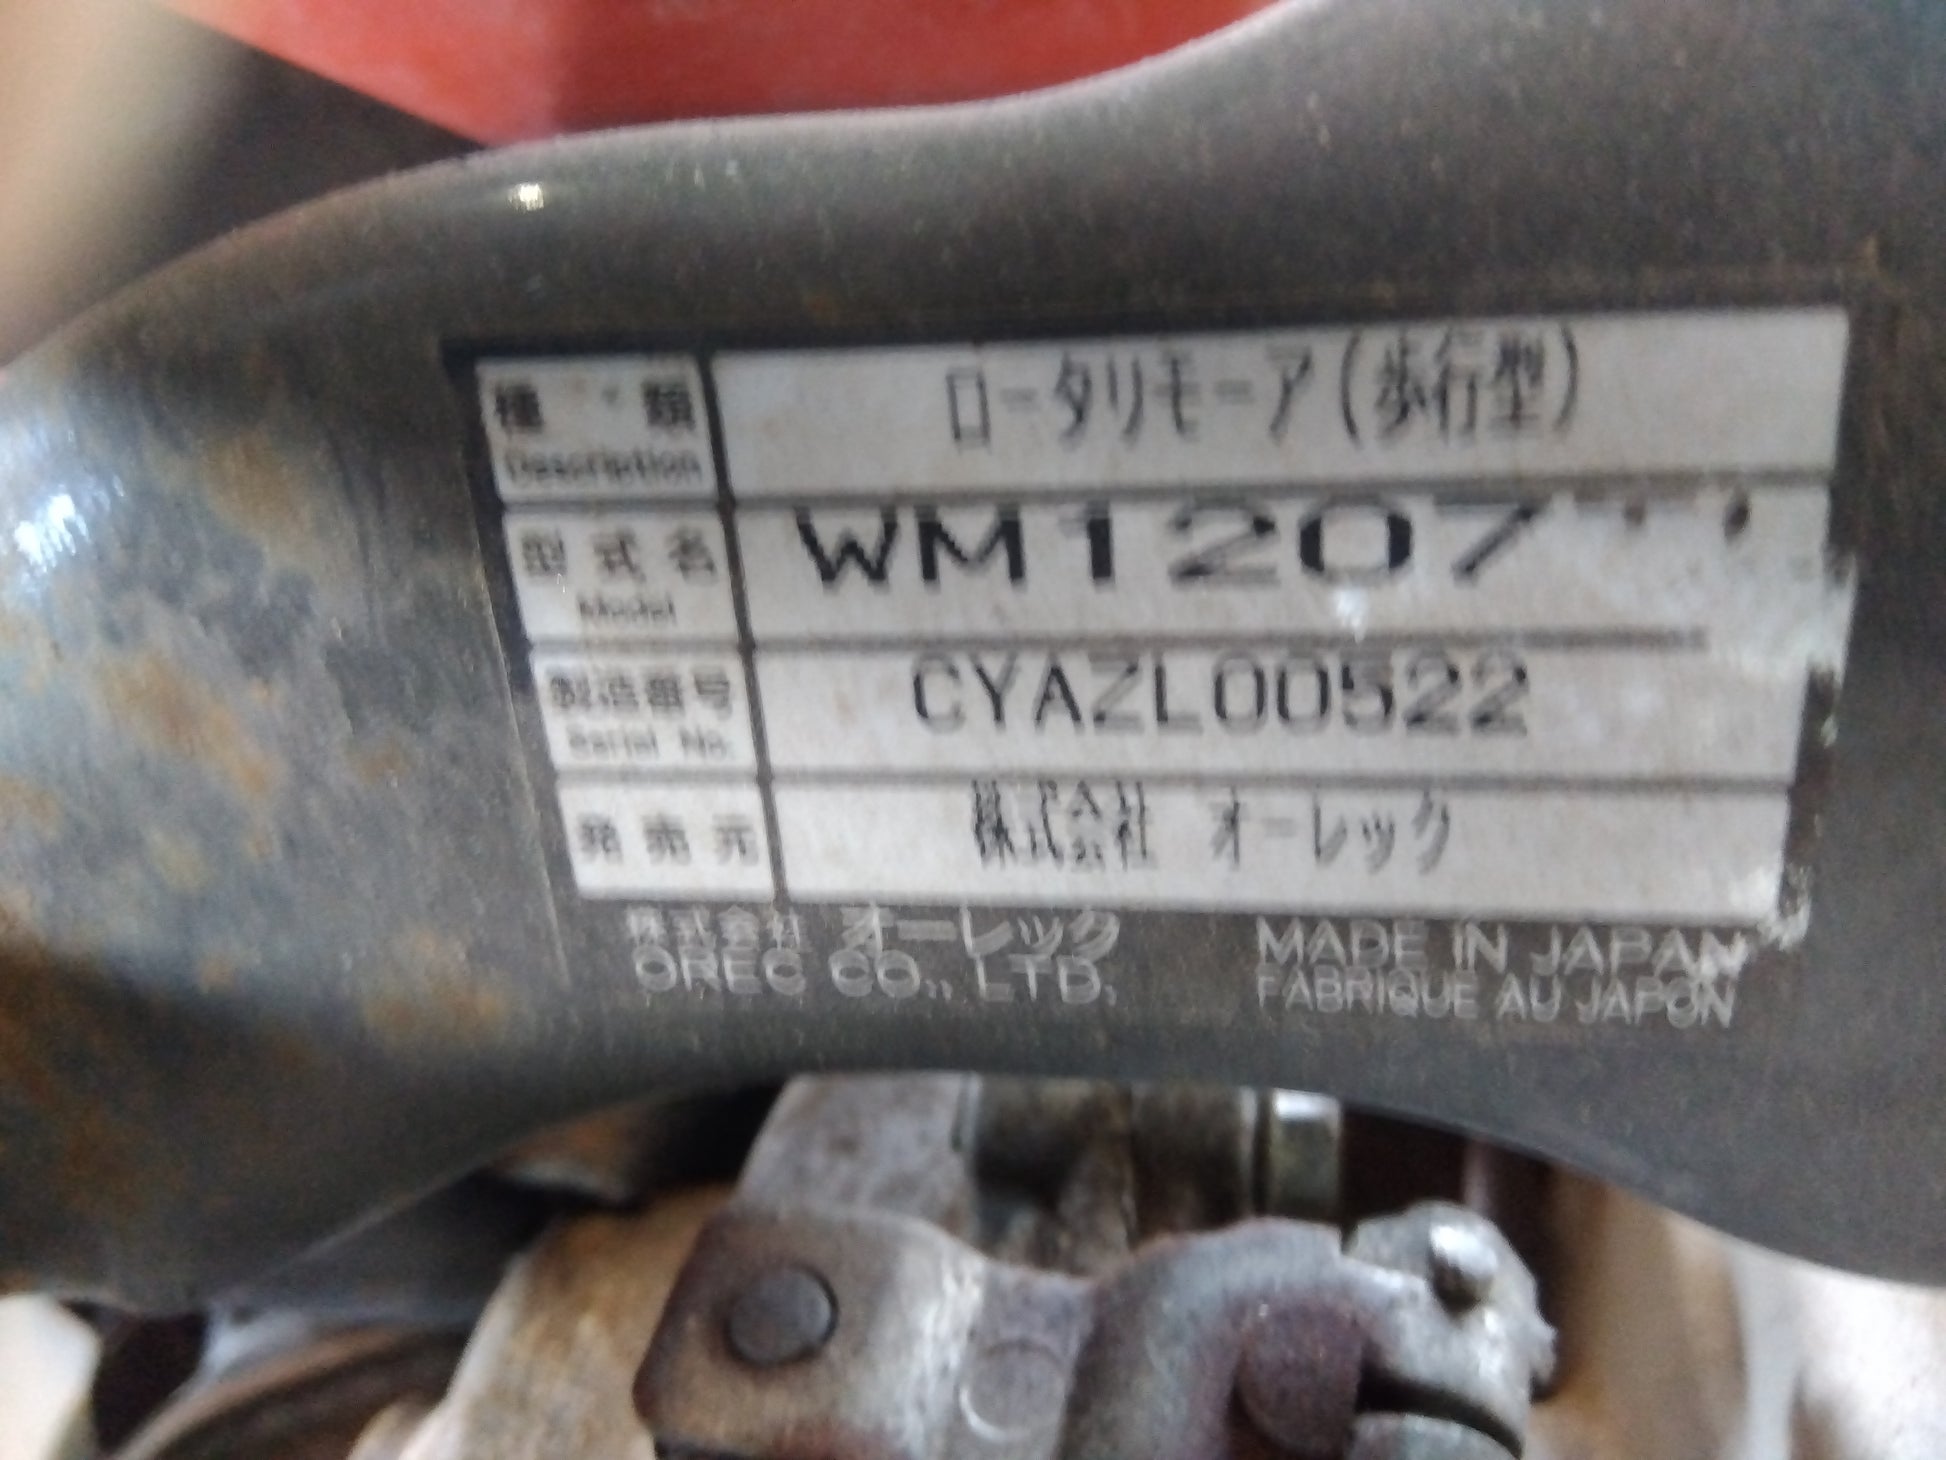 種類 ロータリモーア(歩行型)
Description
型式名 WM1207
Model
製造番号 CYAZL00522
Serial No.
発売元 株式会社 オーレック
株式会社 オーレック
OREC CO., LTD.
MADE IN JAPAN
FABRIQUE AU JAPON